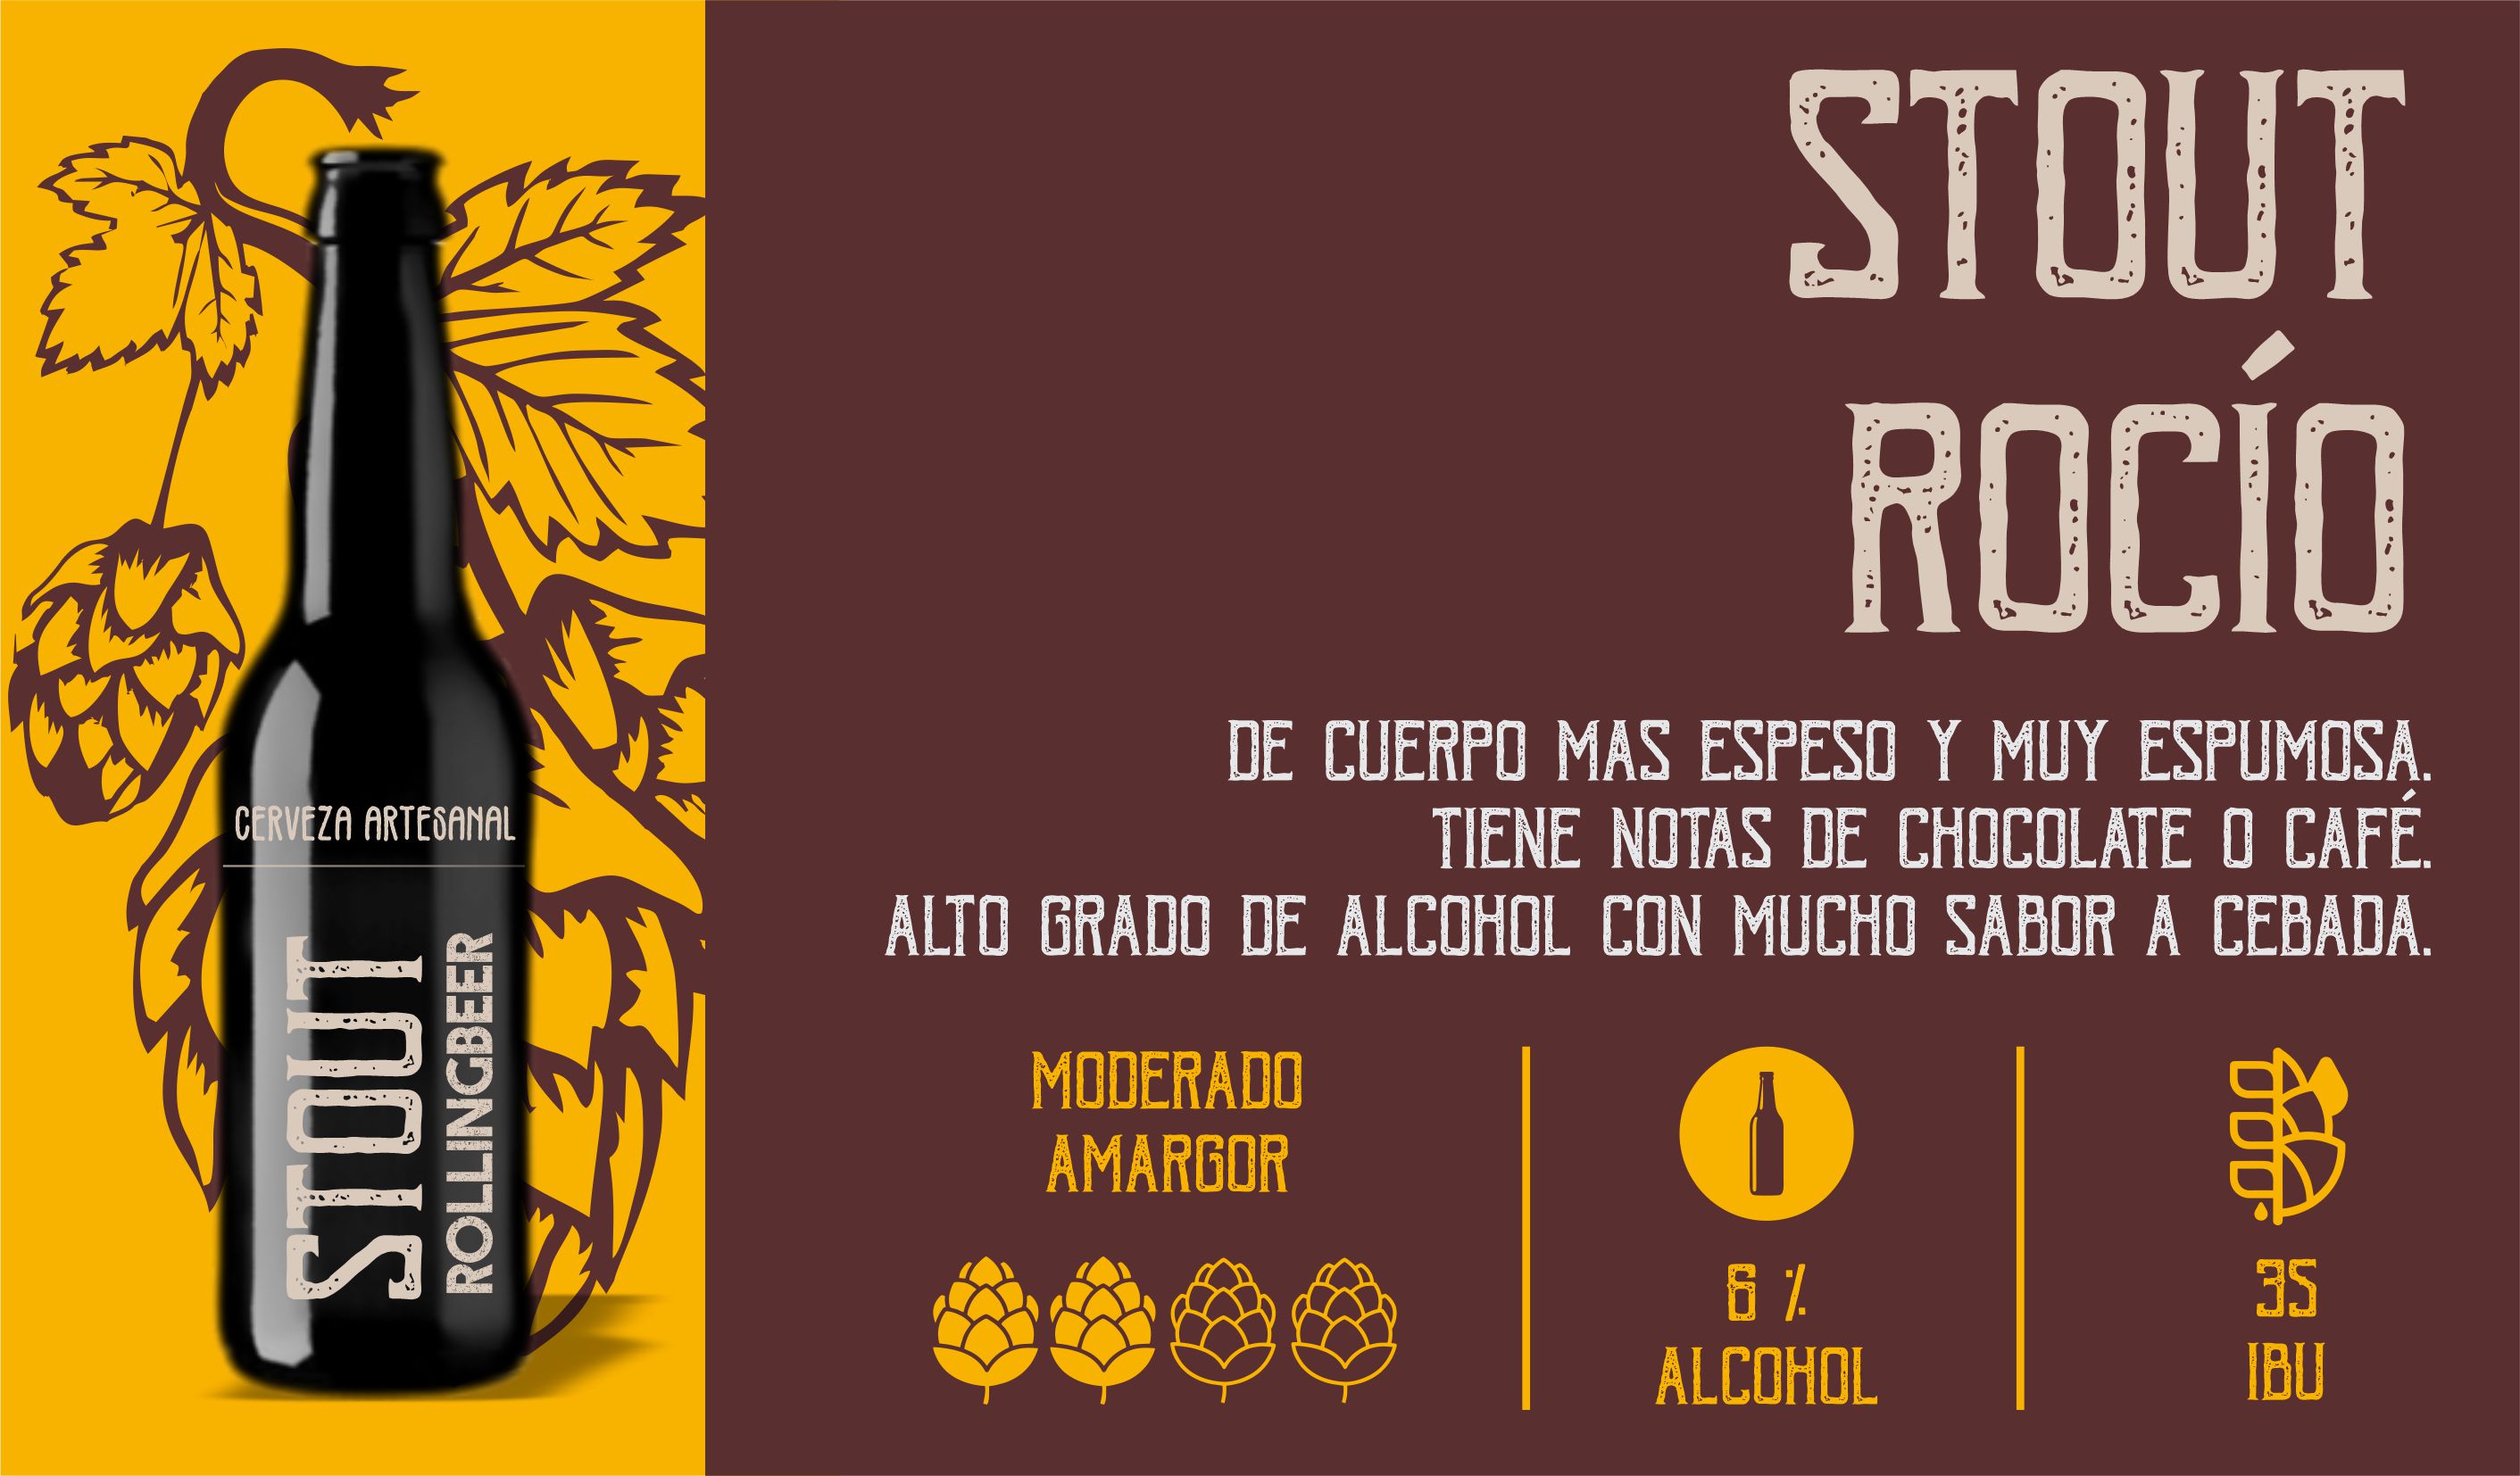 CERVEZA ARTESANAL
STOUT
ROLLINGBEER
STOUT
ROCÍO
DE CUERPO MAS ESPESO Y MUY ESPUMOSA.
TIENE NOTAS DE CHOCOLATE O CAFÉ.
ALTO GRADO DE ALCOHOL CON MUCHO SABOR A CEBADA.
MODERADO
AMARGOR
6 %
ALCOHOL
35
IBU